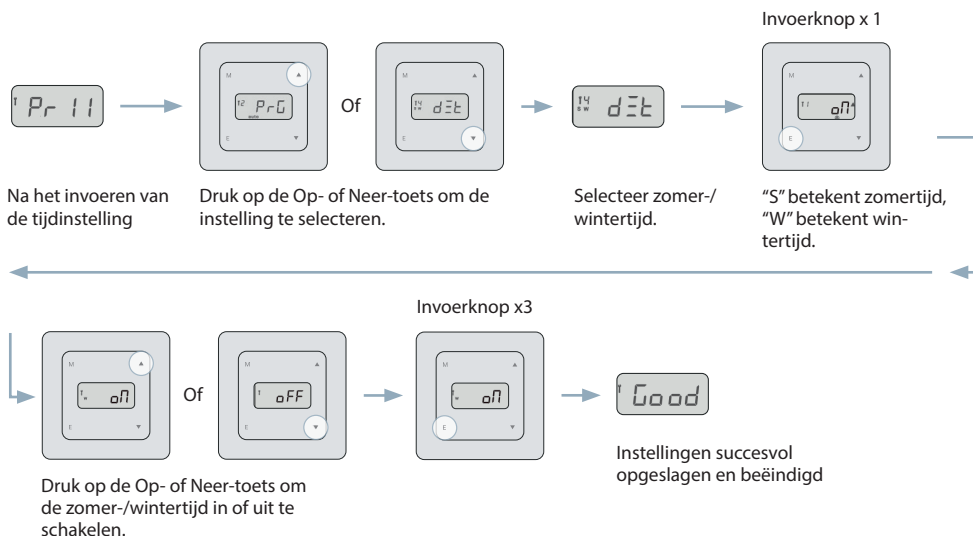 Invoerknop x 1
Pr 11
M
PrG
E
Of
M
dEt
E
dEt
M
on
E
Na het invoeren van
de tijdinstelling
Druk op de Op- of Neer-toets om de
instelling te selecteren.
Selecteer zomer-/
wintertijd.
“S” betekent zomertijd,
“W” betekent win-
tertijd.
Invoerknop x3
M
on
E
Of
M
oFF
E
M
on
E
Good
Druk op de Op- of Neer-toets om
de zomer-/wintertijd in of uit te
schakelen.
Instellingen succesvol
opgeslagen en beëindigd